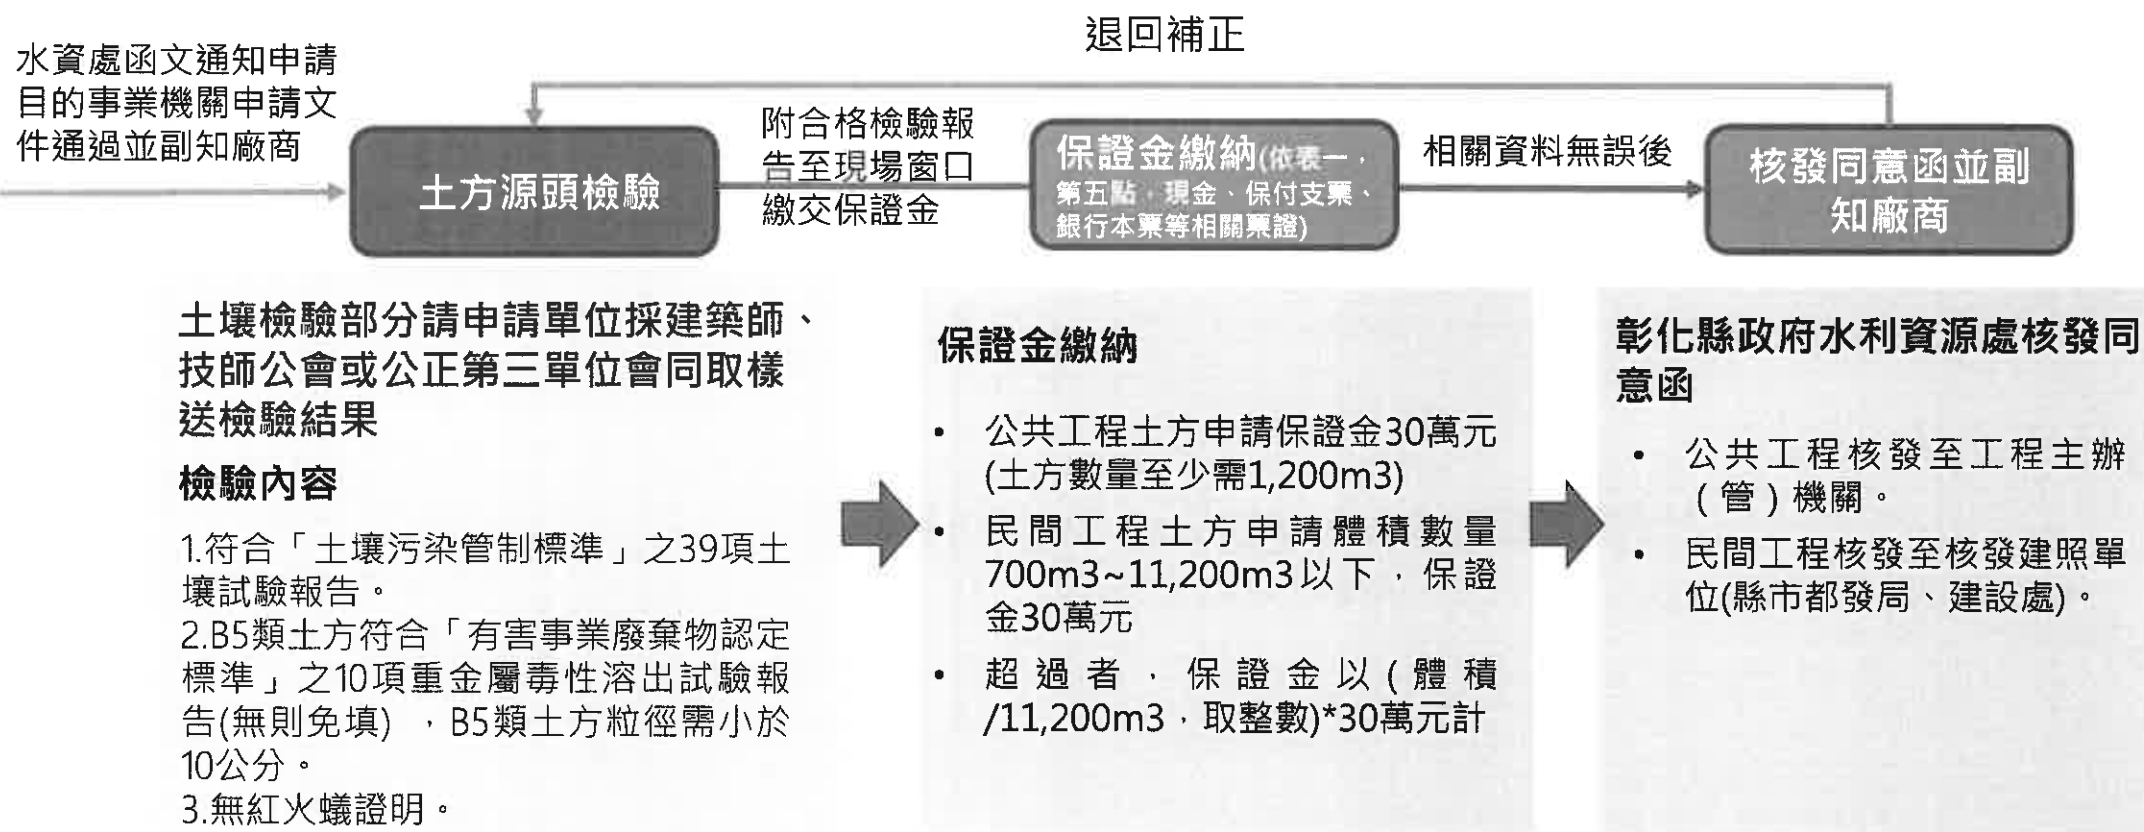 退回補正
水資處函文通知申請
目的事業機關申請文
件通過並副知廠商
土方源頭檢驗
附合格檢驗報
告至現場窗口
繳交保證金
保證金繳納(依表一，
第五點，現金、保付支票、
銀行本票等相關票證)
相關資料無誤後
核發同意函並副
知廠商
土壤檢驗部分請申請單位採建築師、
技師公會或公正第三單位會同取樣
送檢驗結果
檢驗內容
1.符合「土壤污染管制標準」之39項土
壤試驗報告。
2.B5類土方符合「有害事業廢棄物認定
標準」之10項重金屬毒性溶出試驗報
告(無則免填) ，B5類土方粒徑需小於
10公分。
3.無紅火蟻證明。
保證金繳納
• 公共工程土方申請保證金30萬元
(土方數量至少需1,200m3)
• 民間工程土方申請體積數量
700m3~11,200m3以下，保證
金30萬元
• 超過者，保證金以(體積
/11,200m3，取整數)*30萬元計
彰化縣政府水利資源處核發同
意函
• 公共工程核發至工程主辦
（管）機關。
• 民間工程核發至核發建照單
位(縣市都發局、建設處)。